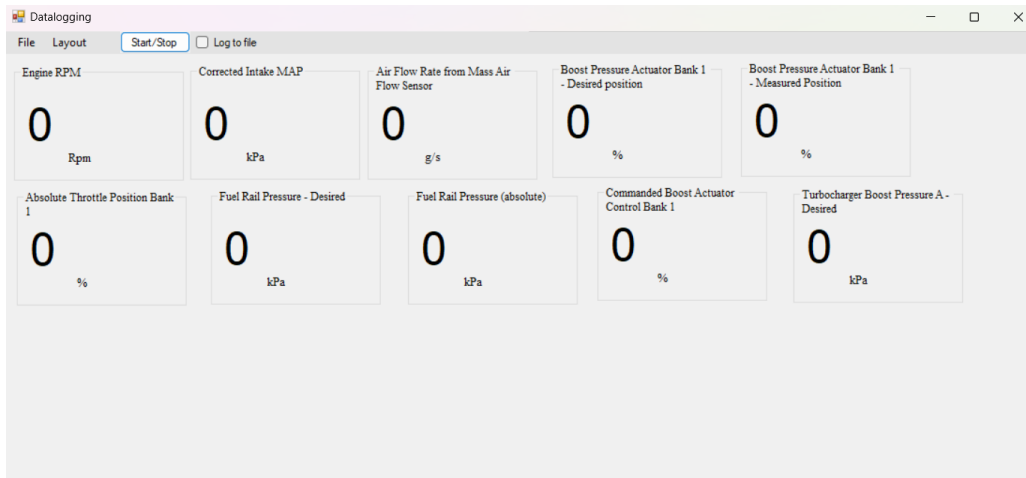 Datalogging
File Layout Start/Stop Log to file
Engine RPM
0
Rpm
Corrected Intake MAP
0
kPa
Air Flow Rate from Mass Air
Flow Sensor
0
g/s
Boost Pressure Actuator Bank 1
- Desired position
0
%
Boost Pressure Actuator Bank 1
- Measured Position
0
%
Absolute Throttle Position Bank
1
0
%
Fuel Rail Pressure - Desired
0
kPa
Fuel Rail Pressure (absolute)
0
kPa
Commanded Boost Actuator
Control Bank 1
0
%
Turbocharger Boost Pressure A -
Desired
0
kPa